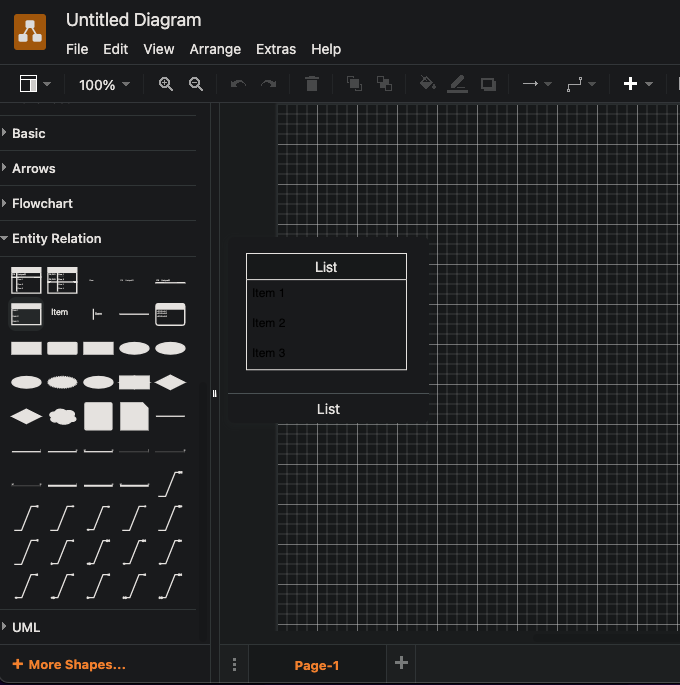 Untitled Diagram
File Edit View Arrange Extras Help
100%
Basic
Arrows
Flowchart
Entity Relation
Item
List
Item 1
Item 2
Item 3
List
UML
+ More Shapes...
Page-1